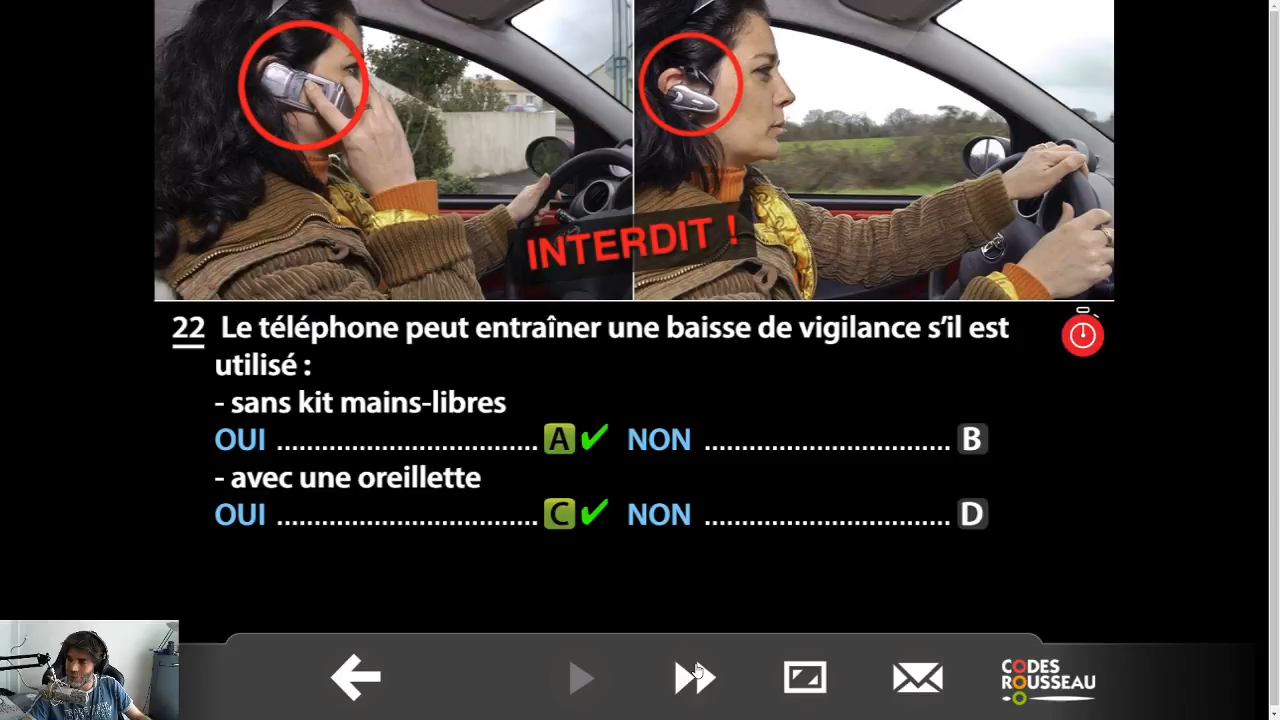 INTERDIT !
22 Le téléphone peut entraîner une baisse de vigilance s'il est
utilisé :
- sans kit mains-libres
OUI .................................. A ✔ NON ................................ B
- avec une oreillette
OUI .................................. C ✔ NON ................................ D
CODES
ROUSSEAU